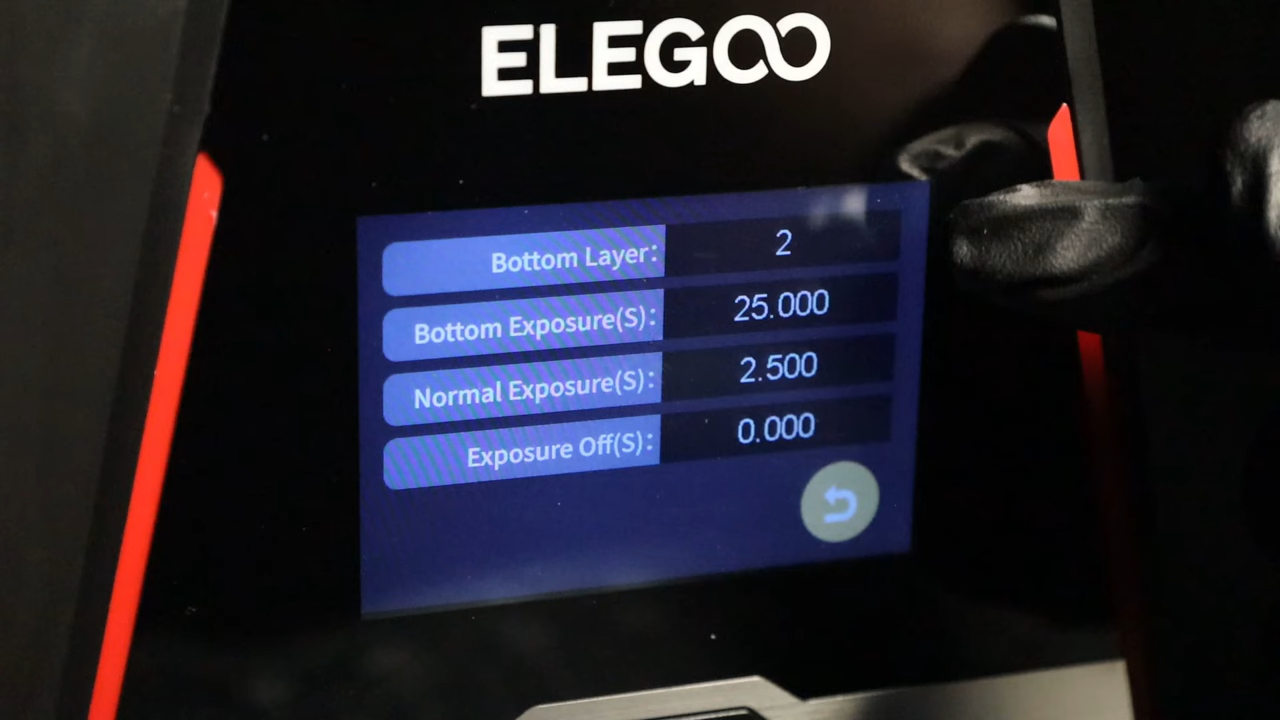 ELEGOO
Bottom Layer: 2
Bottom Exposure(S): 25.000
Normal Exposure(S): 2.500
Exposure Off(S): 0.000